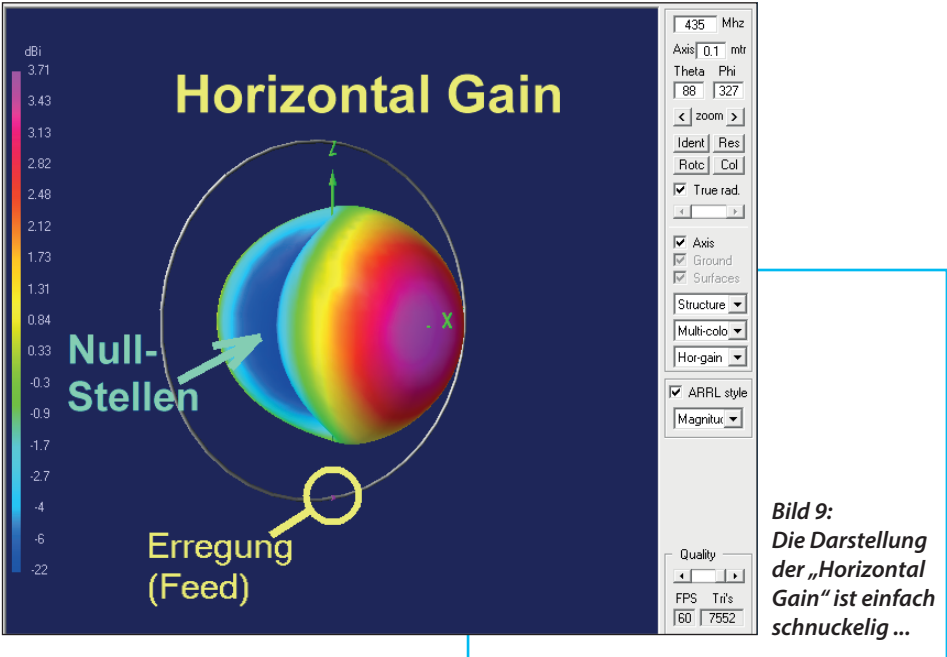 dBi
3.71
3.43
3.13
2.82
2.48
2.12
1.73
1.31
0.84
0.33
-0.3
-0.9
-1.7
-2.7
-4
-6
-22
Horizontal Gain
Z
X
Null-
Stellen
Erregung
(Feed)
435 Mhz
Axis 0.1 mtr
Theta Phi
88 327
< zoom >
Ident Res
Rotc Col
True rad.
Axis
Ground
Surfaces
Structure
Multi-colo
Hor-gain
ARRL style
Magnituc
Quality
FPS Tri's
60 7552
Bild 9:
Die Darstellung
der „Horizontal
Gain“ ist einfach
schnuckelig ...